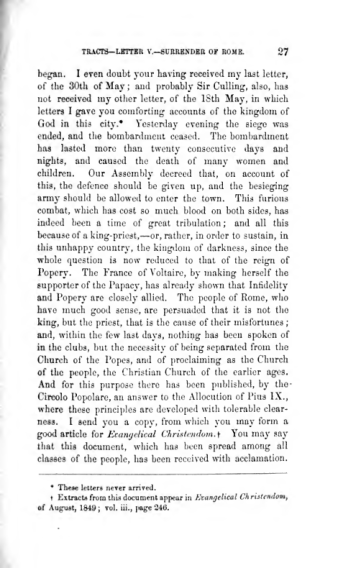 TRACTS—LETTER V.—SURRENDER OF ROME. 27
began. I even doubt your having received my last letter,
of the 30th of May; and probably Sir Culling, also, has
not received my other letter, of the 18th May, in which
letters I gave you comforting accounts of the kingdom of
God in this city.* Yesterday evening the siege was
ended, and the bombardment ceased. The bombardment
has lasted more than twenty consecutive days and
nights, and caused the death of many women and
children. Our Assembly decreed that, on account of
this, the defence should be given up, and the besieging
army should be allowed to enter the town. This furious
combat, which has cost so much blood on both sides, has
indeed been a time of great tribulation; and all this
because of a king-priest,—or, rather, in order to sustain, in
this unhappy country, the kingdom of darkness, since the
whole question is now reduced to that of the reign of
Popery. The France of Voltaire, by making herself the
supporter of the Papacy, has already shown that Infidelity
and Popery are closely allied. The people of Rome, who
have much good sense, are persuaded that it is not the
king, but the priest, that is the cause of their misfortunes;
and, within the few last days, nothing has been spoken of
in the clubs, but the necessity of being separated from the
Church of the Popes, and of proclaiming as the Church
of the people, the Christian Church of the earlier ages.
And for this purpose there has been published, by the
Circolo Popolare, an answer to the Allocution of Pius IX.,
where these principles are developed with tolerable clear-
ness. I send you a copy, from which you may form a
good article for Evangelical Christendom.† You may say
that this document, which has been spread among all
classes of the people, has been received with acclamation.
* These letters never arrived.
† Extracts from this document appear in Evangelical Christendom,
of August, 1849; vol. iii., page 246.